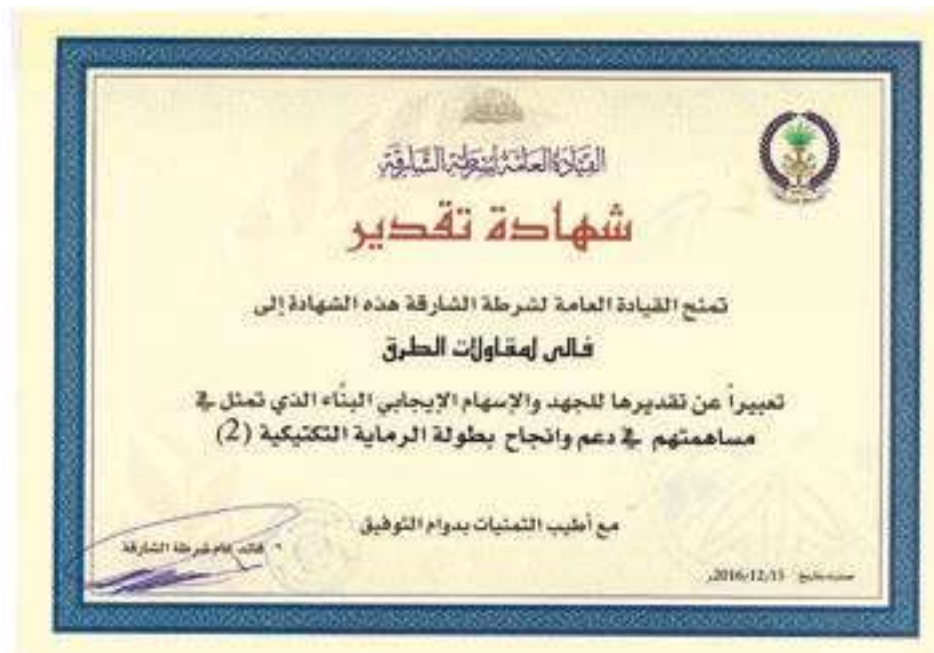 القيادة العامة لشرطة الشارقة
شهادة تقدير
تمنح القيادة العامة لشرطة الشارقة هذه الشهادة إلى
فالى لمقاولات الطرق
تعبيراً عن تقديرها للجهد والإسهام الإيجابي البنّاء الذي تمثل في
مساهمتهم في دعم وانجاح بطولة الرماية التكتيكية (2)
مع أطيب التمنيات بدوام التوفيق
قائد عام شرطة الشارقة
2016/12/15م